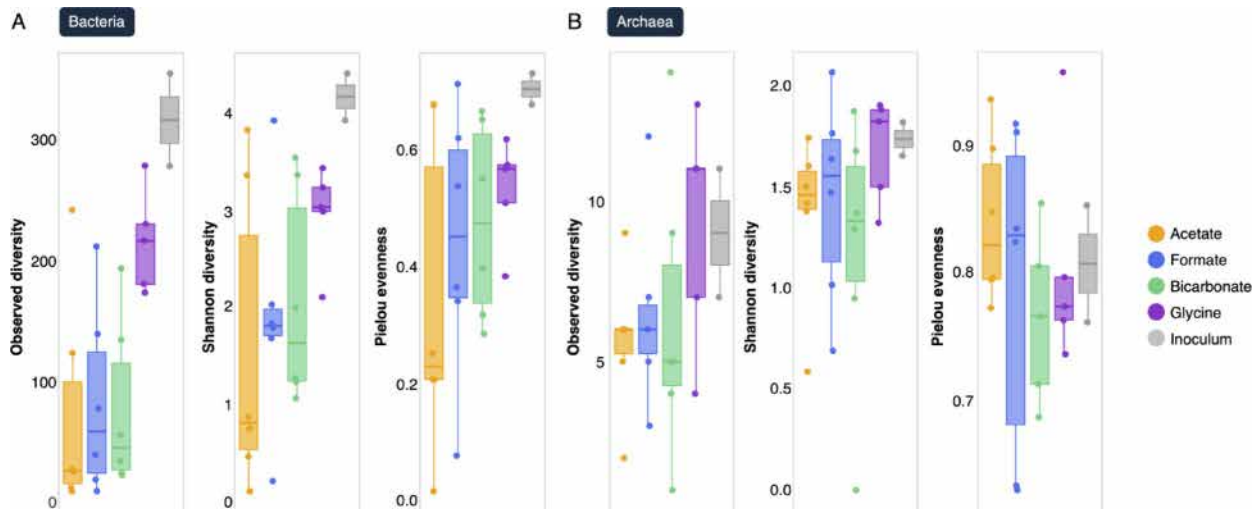 A
Bacteria
B
Archaea
Observed diversity
300
200
100
0
Shannon diversity
4
3
2
1
0
Pielou evenness
0.6
0.4
0.2
0.0
Observed diversity
10
5
Shannon diversity
2.0
1.5
1.0
0.5
0.0
Pielou evenness
0.9
0.8
0.7
Acetate
Formate
Bicarbonate
Glycine
Inoculum